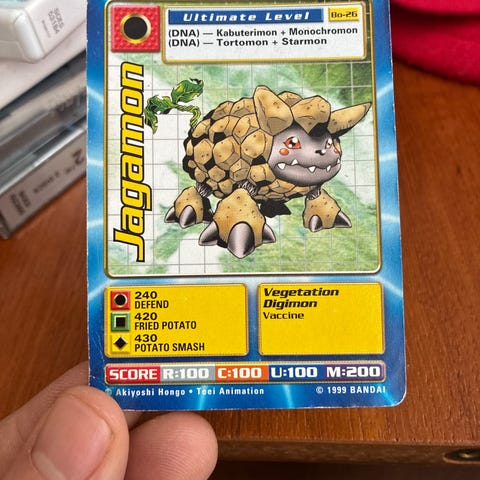 Ultimate Level
Bo-26
(DNA) — Kabuterimon + Monochromon
(DNA) — Tortomon + Starmon
Jagamon
240
DEFEND
420
FRIED POTATO
430
POTATO SMASH
Vegetation
Digimon
Vaccine
SCORE R:100 C:100 U:100 M:200
© Akiyoshi Hongo • Toei Animation © 1999 BANDAI